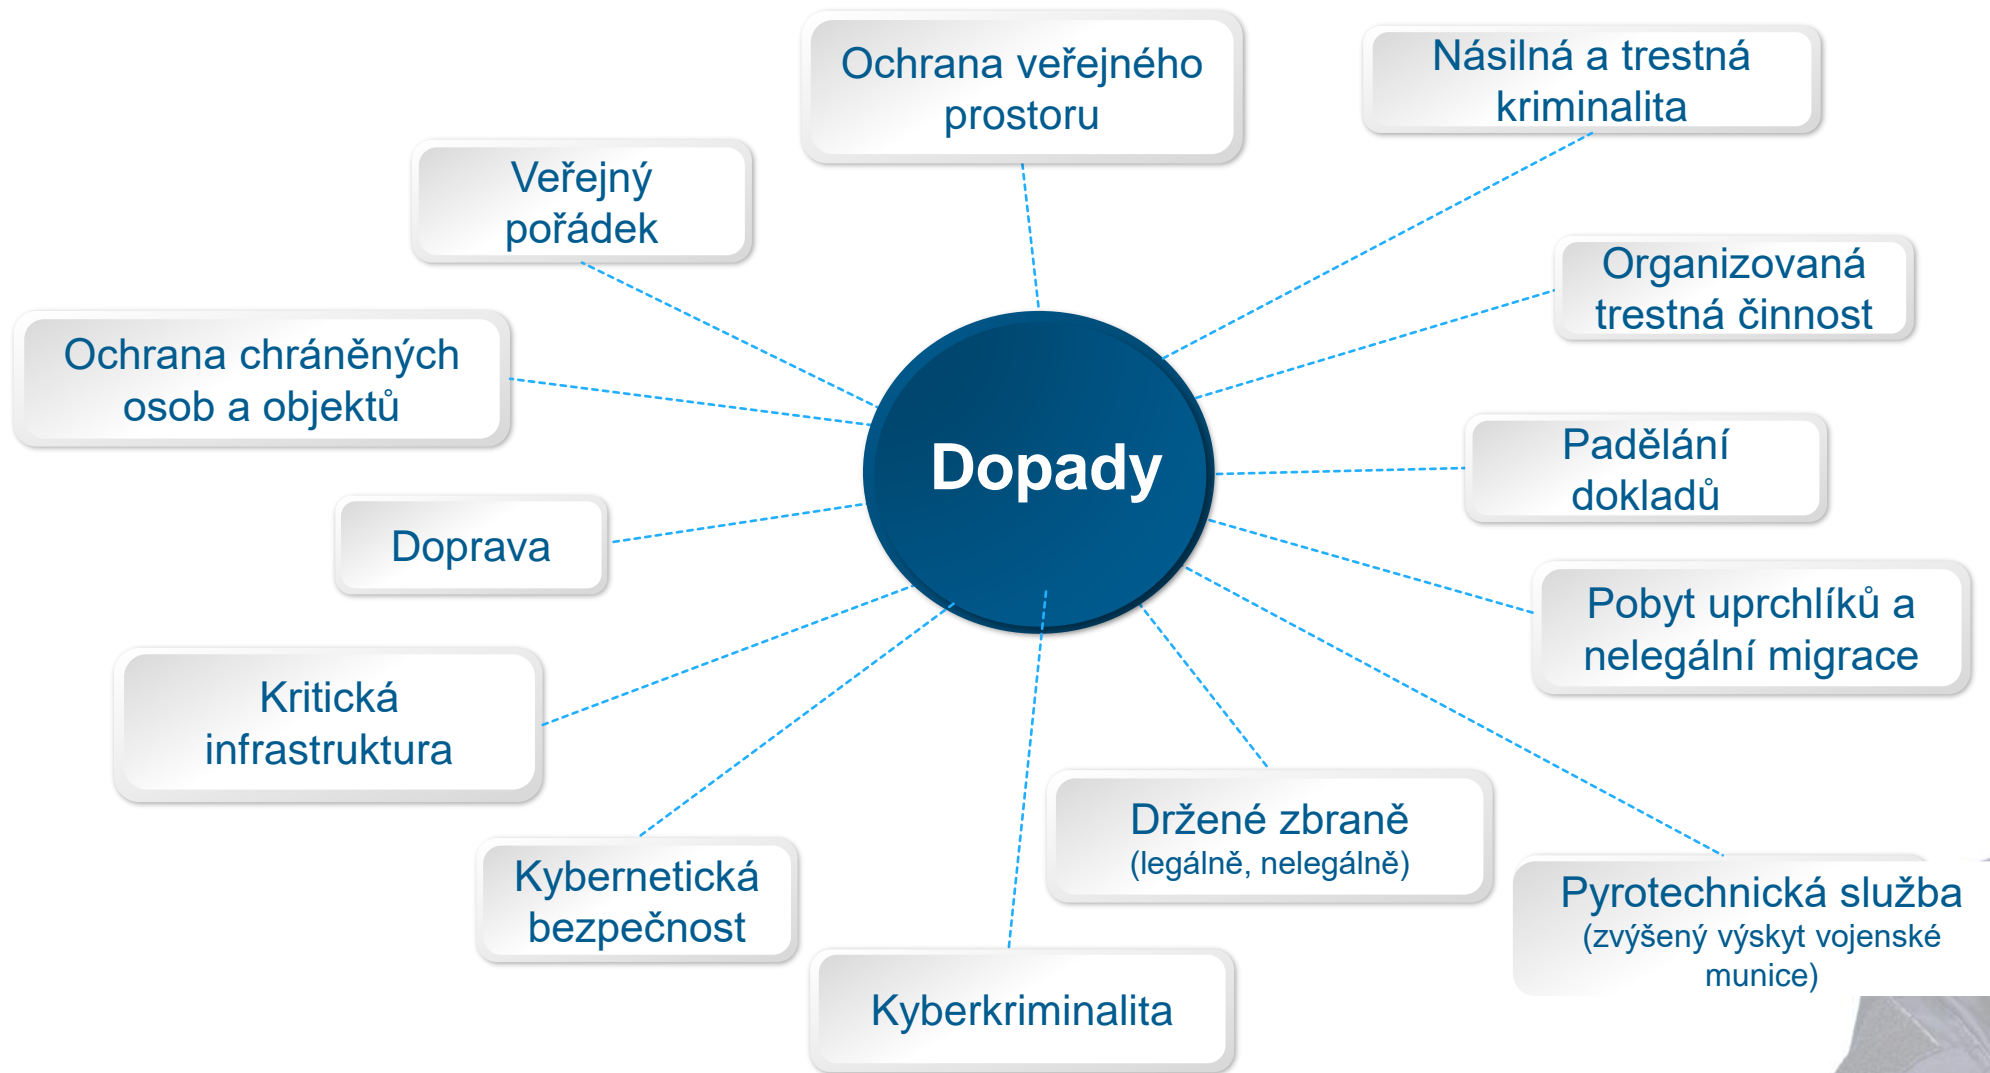 Ochrana veřejného
prostoru
Násilná a trestná
kriminalita
Veřejný
pořádek
Organizovaná
trestná činnost
Ochrana chráněných
osob a objektů
Dopady
Padělání
dokladů
Doprava
Pobyt uprchlíků a
nelegální migrace
Kritická
infrastruktura
Držené zbraně
(legálně, nelegálně)
Kybernetická
bezpečnost
Pyrotechnická služba
(zvýšený výskyt vojenské
munice)
Kyberkriminalita